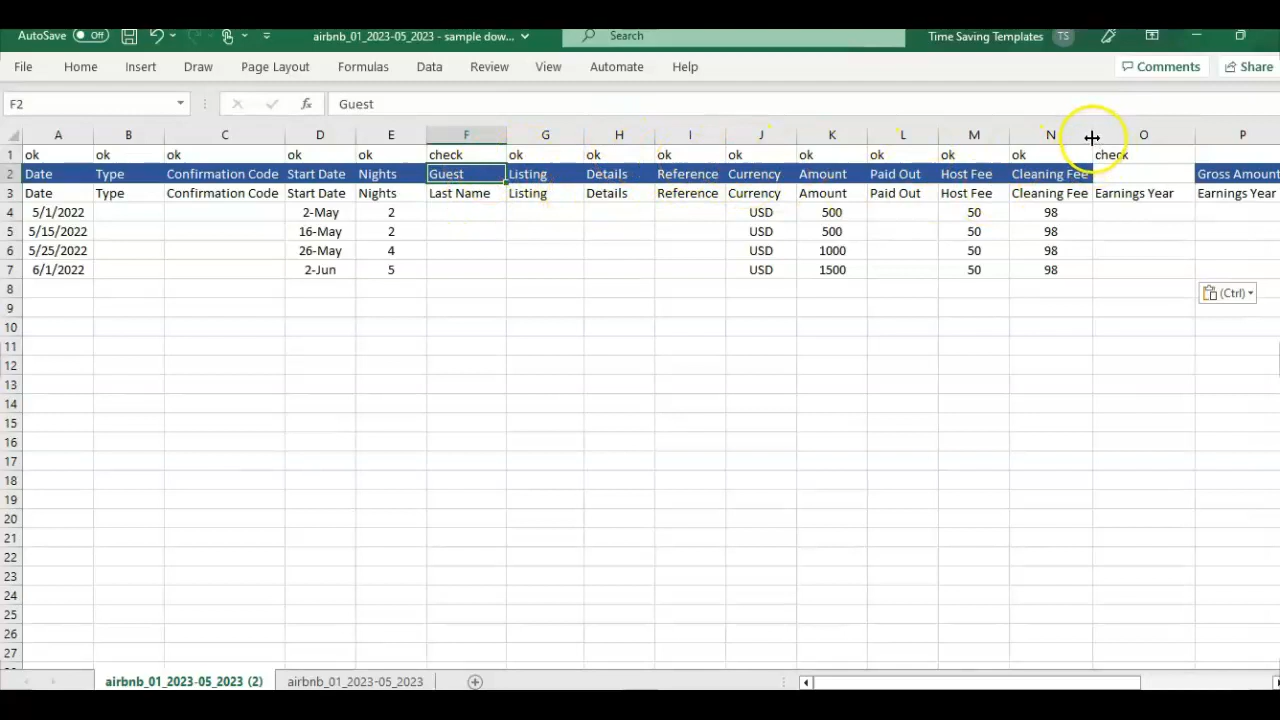 AutoSave Off airbnb_01_2023-05_2023 - sample dow... Search Time Saving Templates TS
File Home Insert Draw Page Layout Formulas Data Review View Automate Help Comments Share
F2 fx Guest
A B C D E F G H I J K L M N O P
1 ok ok ok ok ok check ok ok ok ok ok ok ok ok check
2 Date Type Confirmation Code Start Date Nights Guest Listing Details Reference Currency Amount Paid Out Host Fee Cleaning Fee Gross Amount
3 Date Type Confirmation Code Start Date Nights Last Name Listing Details Reference Currency Amount Paid Out Host Fee Cleaning Fee Earnings Year Earnings Year
4 5/1/2022 2-May 2 USD 500 50 98
5 5/15/2022 16-May 2 USD 500 50 98
6 5/25/2022 26-May 4 USD 1000 50 98
7 6/1/2022 2-Jun 5 USD 1500 50 98
8
(Ctrl)
9
10
11
12
13
14
15
16
17
18
19
20
21
22
23
24
25
26
27
airbnb_01_2023-05_2023 (2) airbnb_01_2023-05_2023